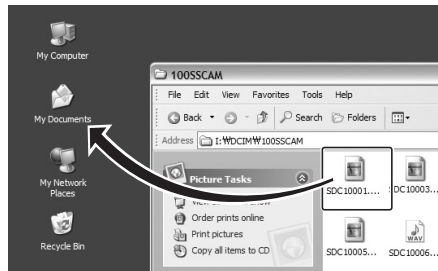 My Computer
My Documents
My Network
Places
Recycle Bin
100SSCAM
File Edit View Favorites Tools Help
Back Search Folders
Address I:₩DCIM₩100SSCAM
Picture Tasks
Order prints online
Print pictures
Copy all items to CD
SDC10001....
SDC10003...
SDC10005...
WAV
SDC10006...